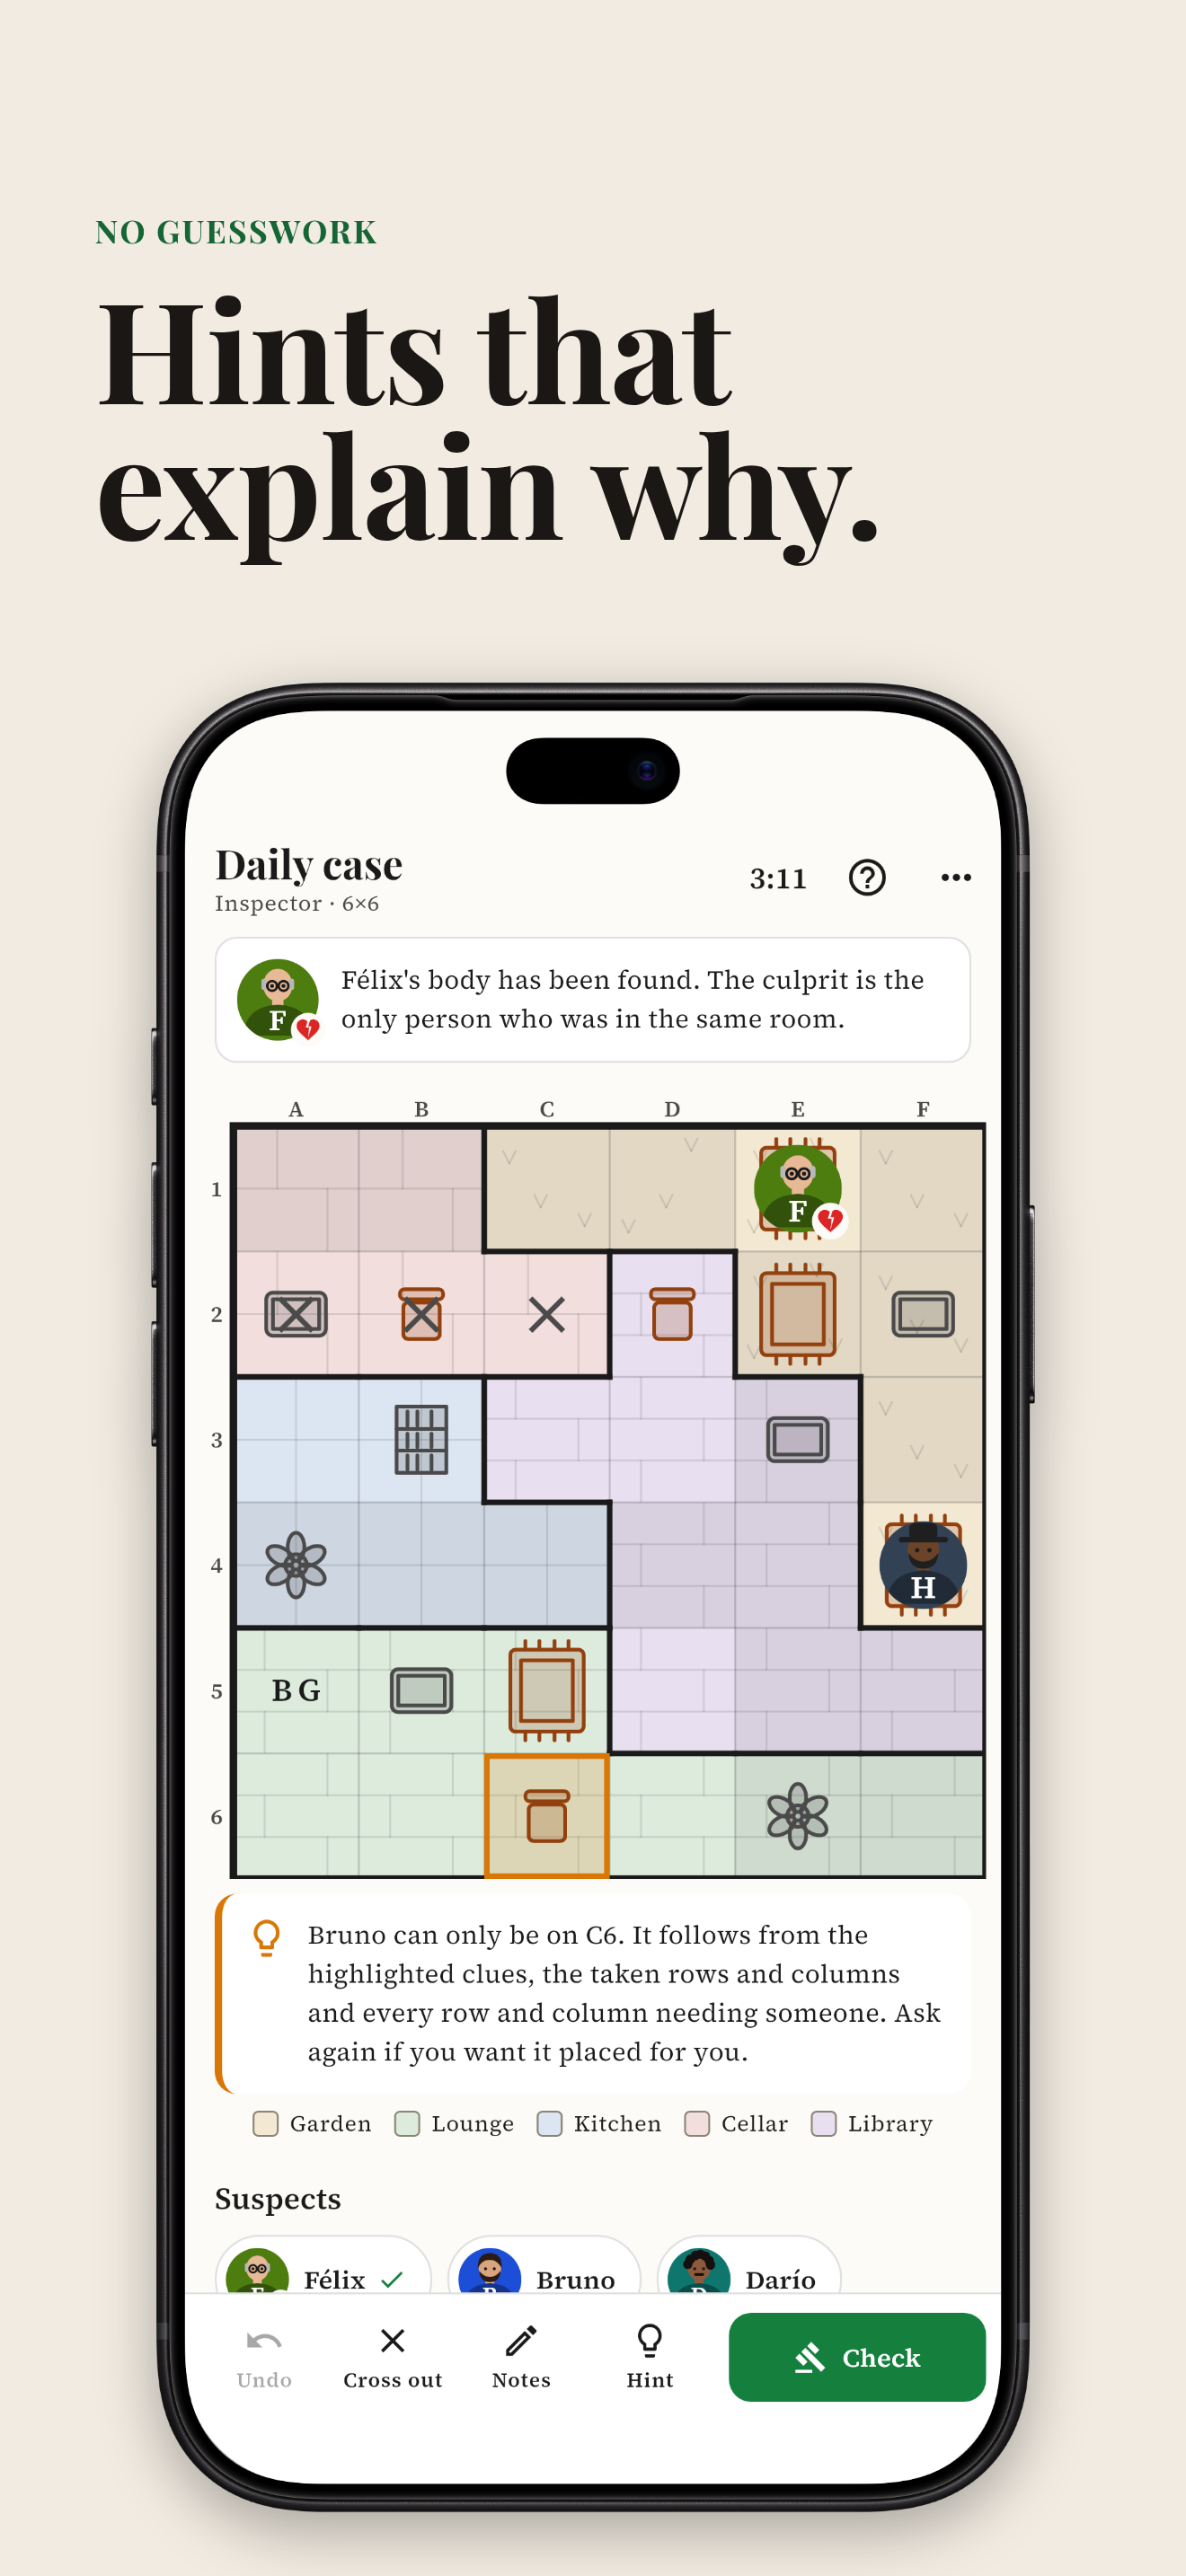 NO GUESSWORK
Hints that
explain why.
Daily case
3:11
Inspector · 6×6
Félix's body has been found. The culprit is the
only person who was in the same room.
F
A B C D E F
1
F
2
3
4
H
5
B G
6
Bruno can only be on C6. It follows from the
highlighted clues, the taken rows and columns
and every row and column needing someone. Ask
again if you want it placed for you.
Garden Lounge Kitchen Cellar Library
Suspects
Félix Bruno Darío
Undo Cross out Notes Hint Check